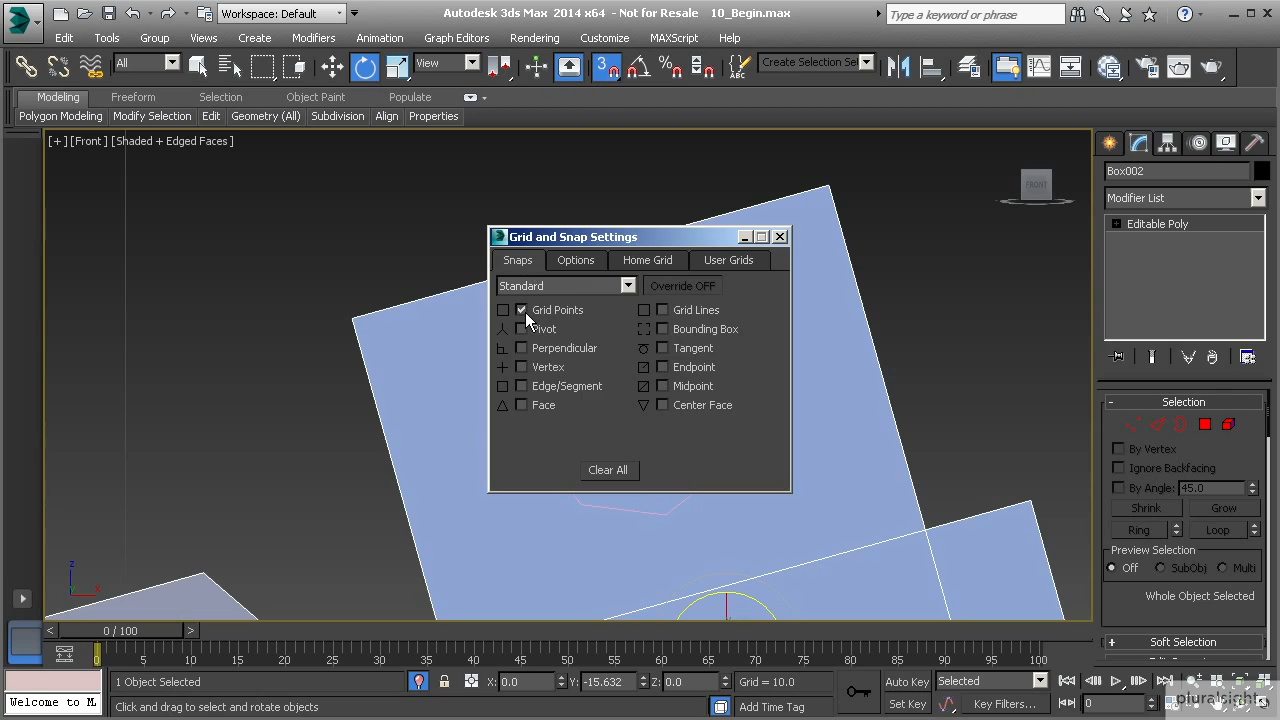 Workspace: Default
Autodesk 3ds Max 2014 x64 - Not for Resale 10_Begin.max
Type a keyword or phrase
Edit Tools Group Views Create Modifiers Animation Graph Editors Rendering Customize MAXScript Help
All View 3 Create Selection Se
Modeling Freeform Selection Object Paint Populate
Polygon Modeling Modify Selection Edit Geometry (All) Subdivision Align Properties
[+] [Front] [Shaded + Edged Faces]
FRONT
Box002
Modifier List
Editable Poly
Grid and Snap Settings
Snaps Options Home Grid User Grids
Standard Override OFF
Grid Points Grid Lines
Pivot Bounding Box
Perpendicular Tangent
Vertex Endpoint
Edge/Segment Midpoint
Face Center Face
Clear All
Selection
By Vertex
Ignore Backfacing
By Angle: 45.0
Shrink Grow
Ring Loop
Preview Selection
Off SubObj Multi
Whole Object Selected
Soft Selection
z
x
< 0 / 100 >
0 5 10 15 20 25 30 35 40 45 50 55 60 65 70 75 80 85 90 95 100
1 Object Selected X: 0.0 Y: -15.632 Z: 0.0 Grid = 10.0 Auto Key Selected
Welcome to M Click and drag to select and rotate objects Add Time Tag Set Key Key Filters... 0
pluralsight